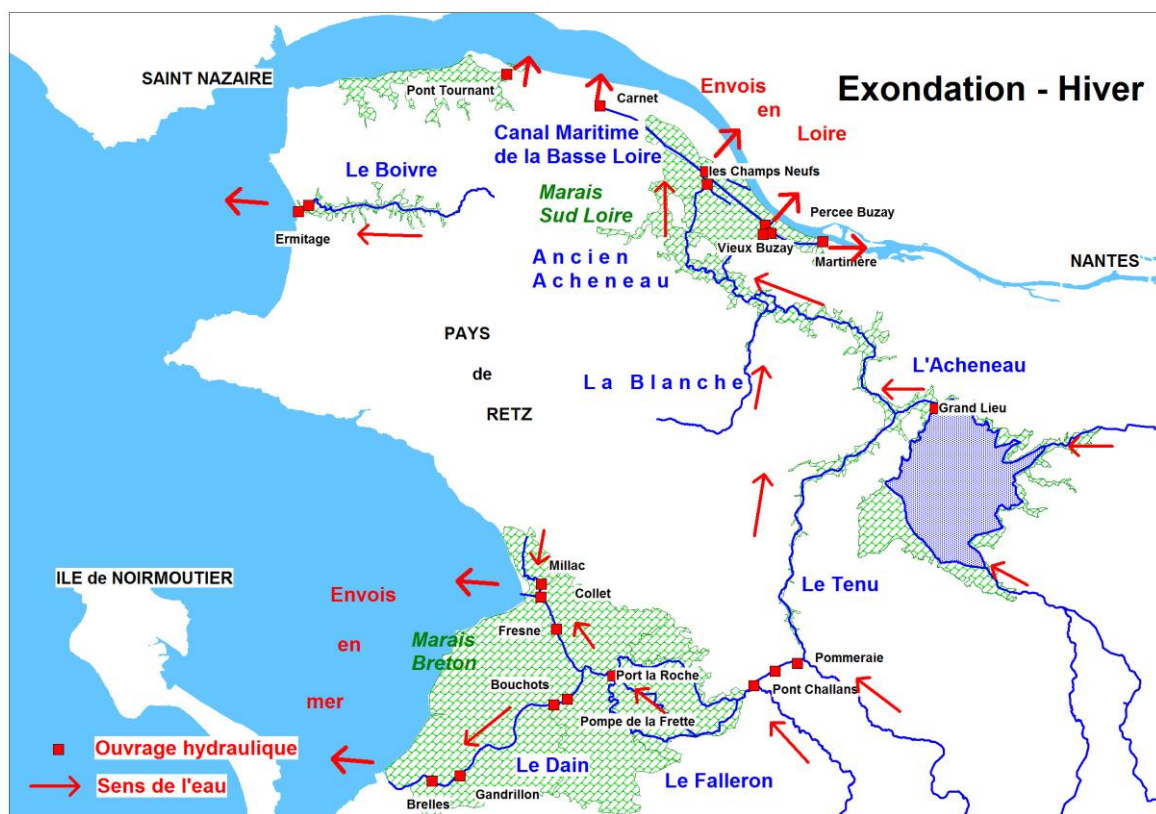 SAINT NAZAIRE
Pont Tournant
Carnet
Envois
en
Loire
Exondation - Hiver
Canal Maritime
de la Basse Loire
Le Boivre
les Champs Neufs
Marais
Sud Loire
Percee Buzay
Ermitage
Vieux Buzay
Martiniere
NANTES
Ancien
Acheneau
PAYS
de
RETZ
La Blanche
L'Acheneau
Grand Lieu
ILE de NOIRMOUTIER
Millac
Collet
Envois
en
mer
Fresne
Marais
Breton
Le Tenu
Pommeraie
Port la Roche
Pont Challans
Bouchots
Pompe de la Frette
Ouvrage hydraulique
Sens de l'eau
Le Dain
Le Falleron
Gandrillon
Brelles